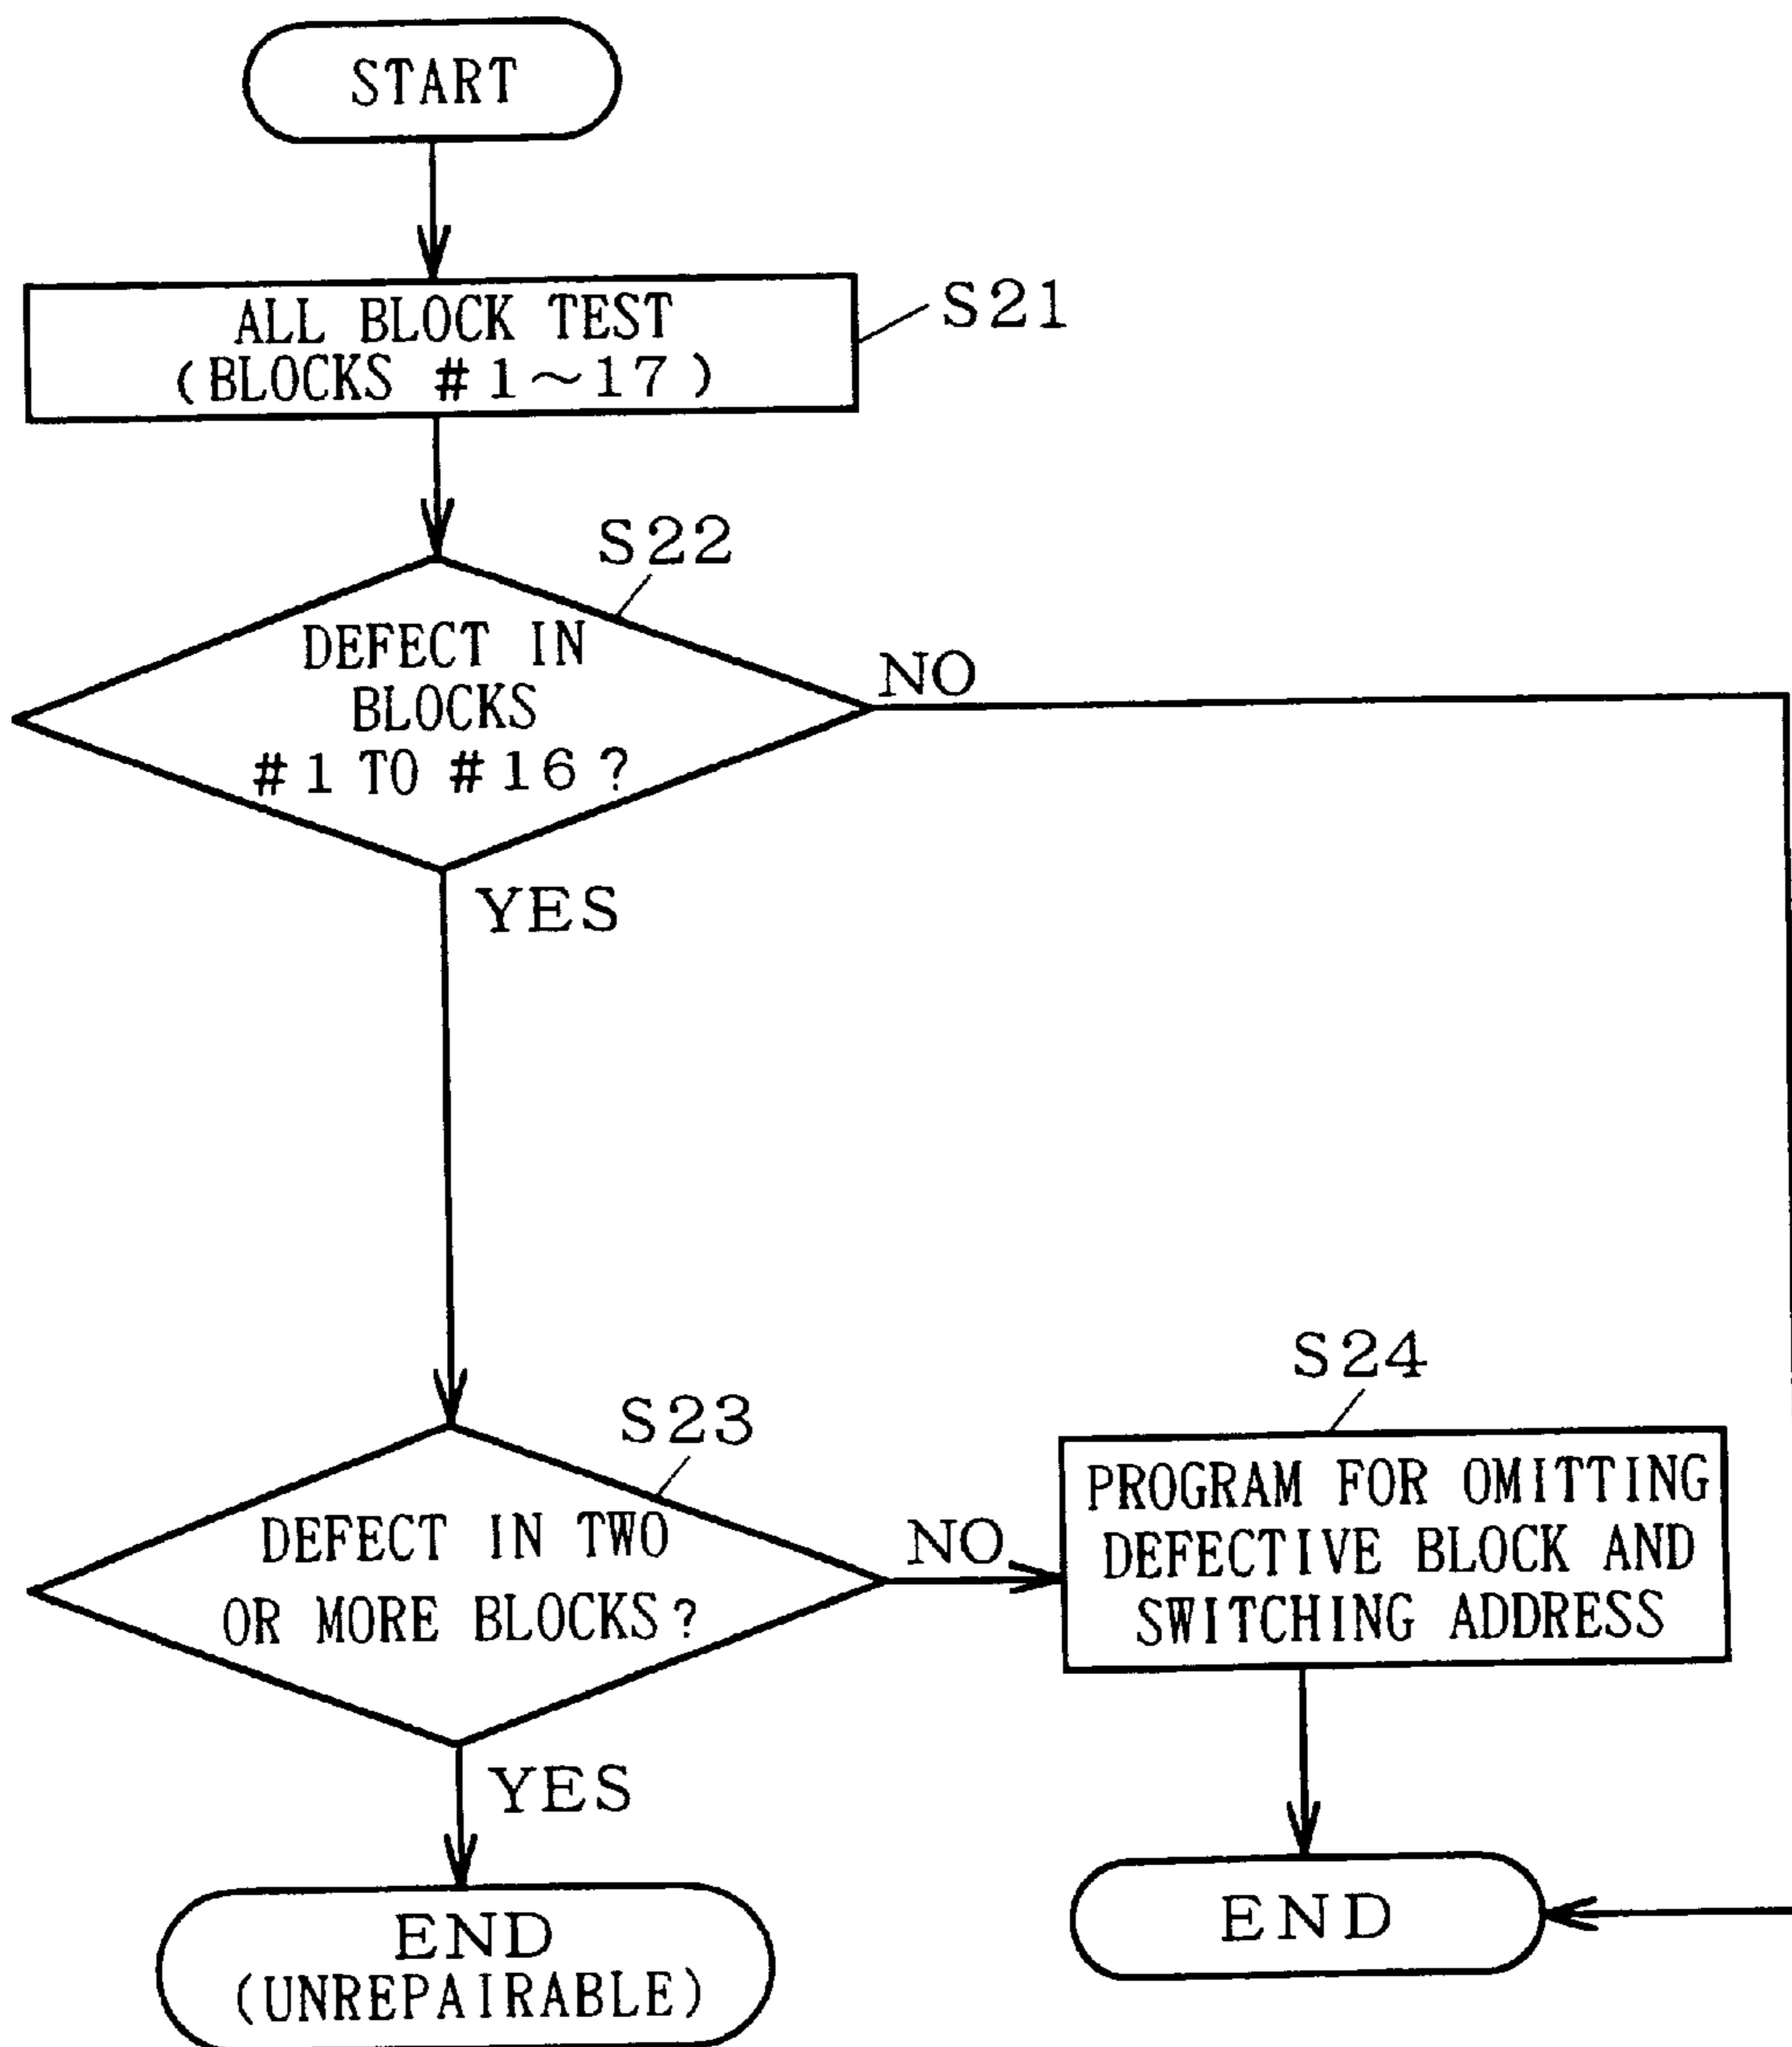 START
ALL BLOCK TEST
(BLOCKS #1~17)
S21
S22
DEFECT IN
BLOCKS
#1 TO #16?
NO
YES
S23
DEFECT IN TWO
OR MORE BLOCKS?
NO
S24
PROGRAM FOR OMITTING
DEFECTIVE BLOCK AND
SWITCHING ADDRESS
YES
END
(UNREPAIRABLE)
END